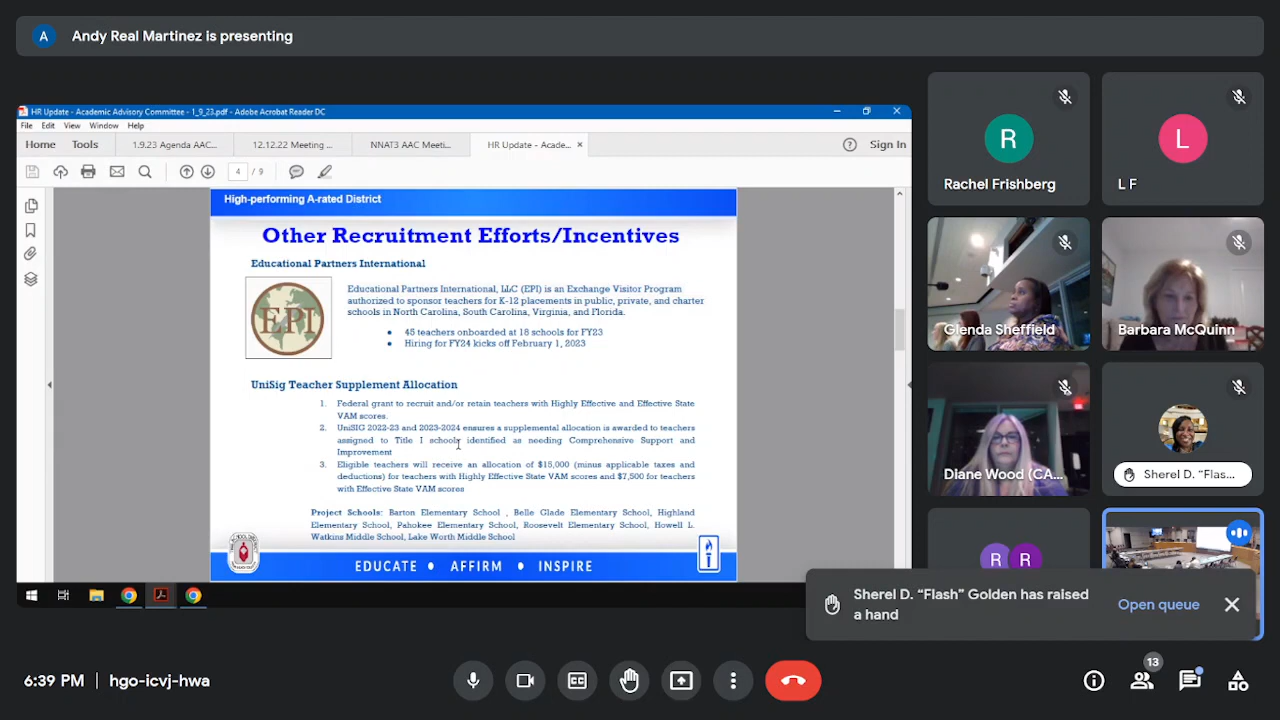 A
Andy Real Martinez is presenting
HR Update - Academic Advisory Committee - 1_9_23.pdf - Adobe Acrobat Reader DC
File Edit View Window Help
Home Tools 1.9.23 Agenda AAC... 12.12.22 Meeting ... NNAT3 AAC Meeti... HR Update - Acade... × ? Sign In
4 / 9
High-performing A-rated District
Other Recruitment Efforts/Incentives
Educational Partners International
EPI
Educational Partners International, LLC (EPI) is an Exchange Visitor Program
authorized to sponsor teachers for K-12 placements in public, private, and charter
schools in North Carolina, South Carolina, Virginia, and Florida.
• 45 teachers onboarded at 18 schools for FY23
• Hiring for FY24 kicks off February 1, 2023
UniSig Teacher Supplement Allocation
1. Federal grant to recruit and/or retain teachers with Highly Effective and Effective State
VAM scores.
2. UniSIG 2022-23 and 2023-2024 ensures a supplemental allocation is awarded to teachers
assigned to Title I schools identified as needing Comprehensive Support and
Improvement
3. Eligible teachers will receive an allocation of $15,000 (minus applicable taxes and
deductions) for teachers with Highly Effective State VAM scores and $7,500 for teachers
with Effective State VAM scores
Project Schools: Barton Elementary School , Belle Glade Elementary School, Highland
Elementary School, Pahokee Elementary School, Roosevelt Elementary School, Howell L.
Watkins Middle School, Lake Worth Middle School
EDUCATE • AFFIRM • INSPIRE
R
Rachel Frishberg
L
L F
Glenda Sheffield
Barbara McQuinn
Diane Wood (CA...
Sherel D. “Flas...
R R
Sherel D. “Flash” Golden has raised
a hand
Open queue
6:39 PM | hgo-icvj-hwa
13